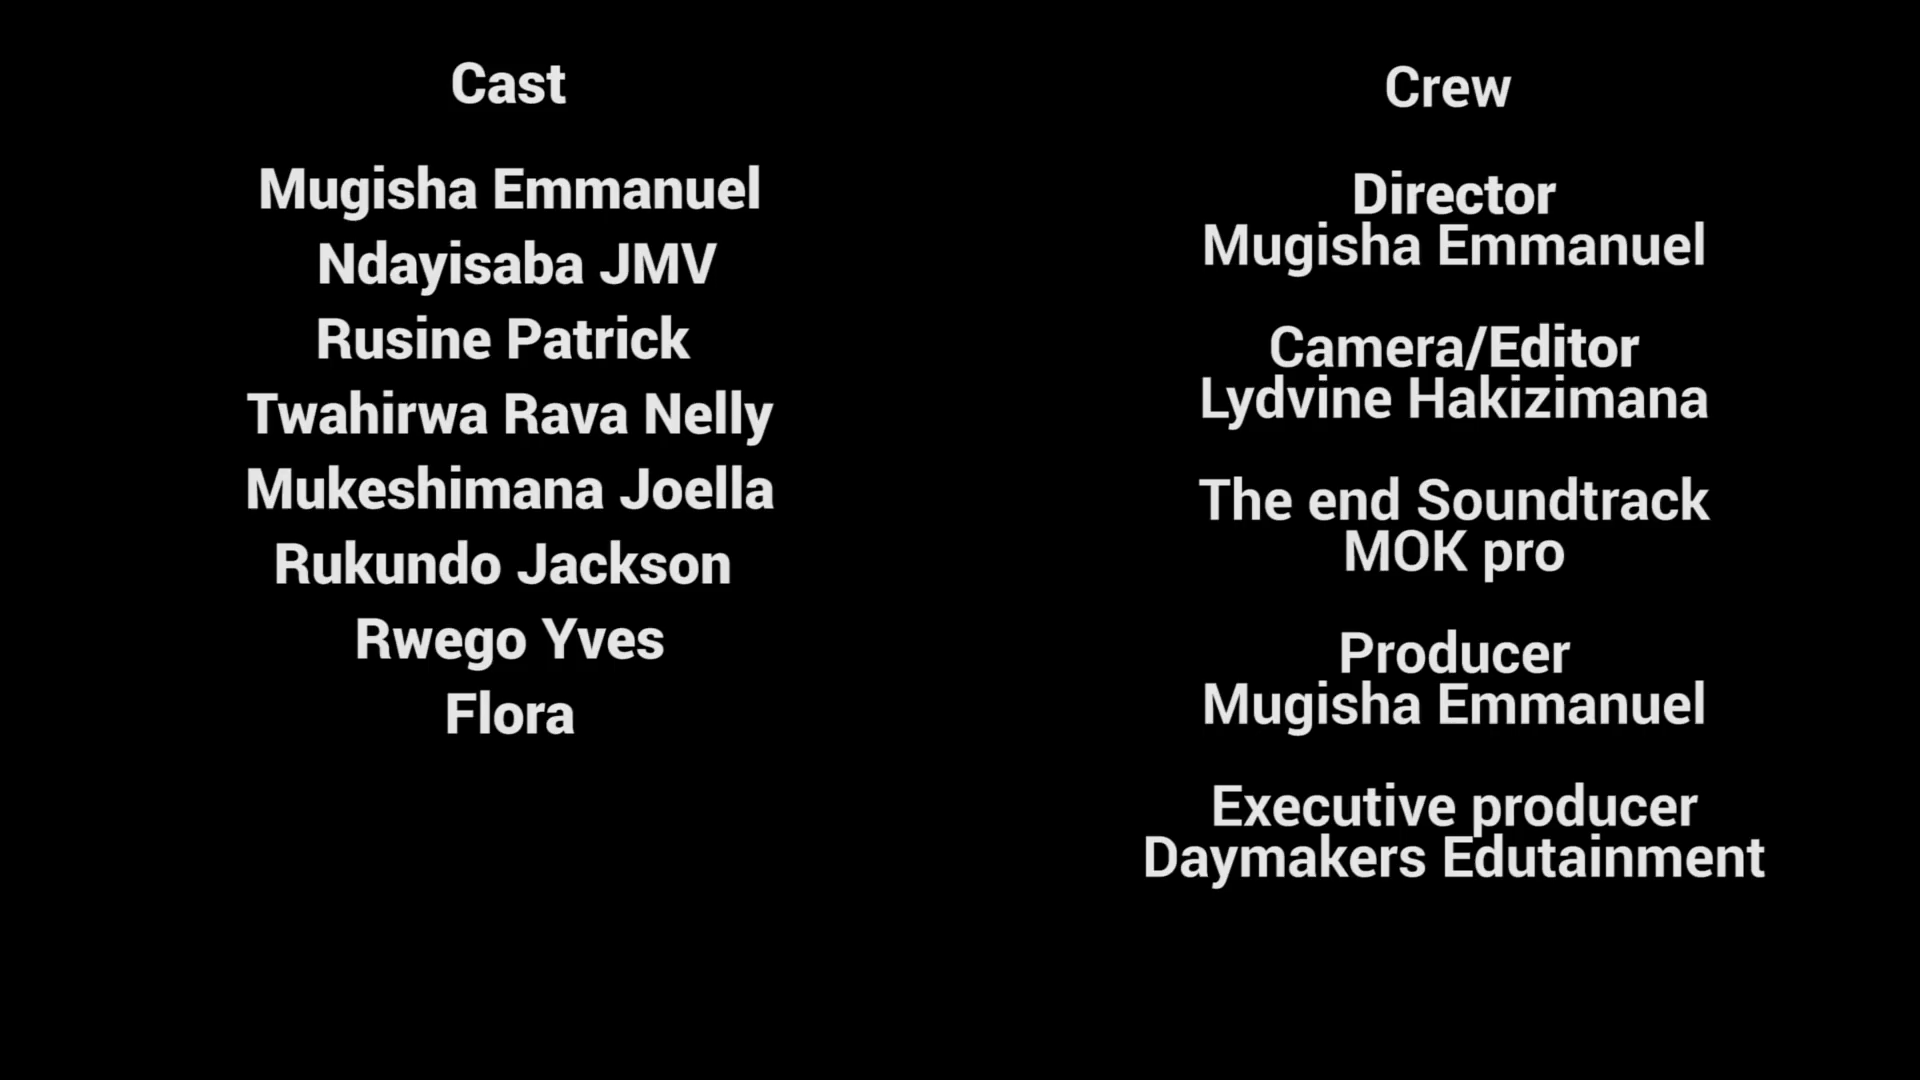 Cast
Mugisha Emmanuel
Ndayisaba JMV
Rusine Patrick
Twahirwa Rava Nelly
Mukeshimana Joella
Rukundo Jackson
Rwego Yves
Flora
Crew
Director
Mugisha Emmanuel
Camera/Editor
Lydvine Hakizimana
The end Soundtrack
MOK pro
Producer
Mugisha Emmanuel
Executive producer
Daymakers Edutainment